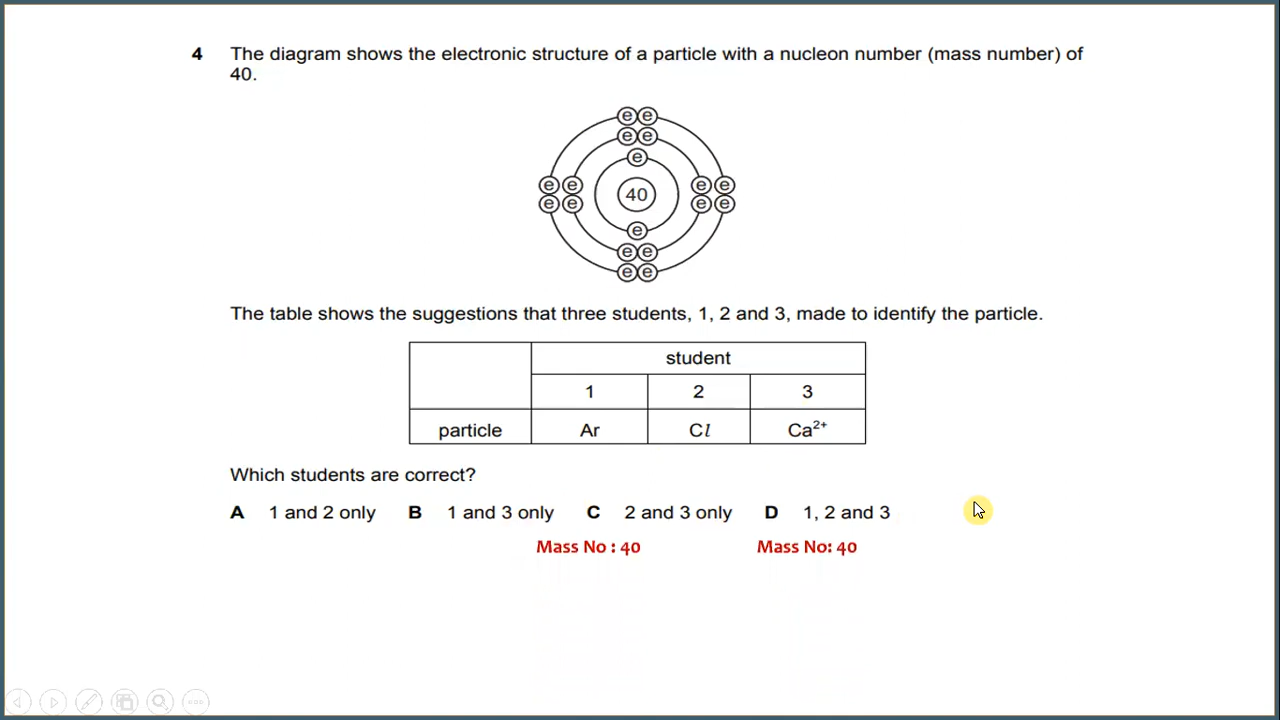 4 The diagram shows the electronic structure of a particle with a nucleon number (mass number) of
40.
e e
e e
e
e e e e
40
e e e e
e
e e
e e
The table shows the suggestions that three students, 1, 2 and 3, made to identify the particle.
student
1 2 3
particle Ar Cl Ca²⁺
Which students are correct?
A 1 and 2 only B 1 and 3 only C 2 and 3 only D 1, 2 and 3
Mass No : 40 Mass No: 40